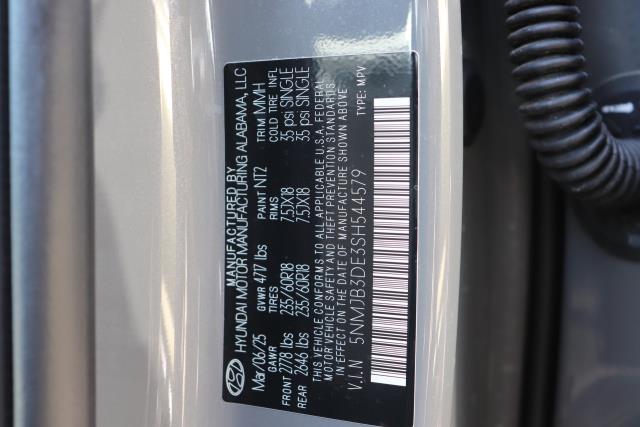 MANUFACTURED BY
HYUNDAI MOTOR MANUFACTURING ALABAMA, LLC
Mar/06/25 GVWR 4717 lbs PAINT N12 TRIM MMH
GAWR TIRES RIMS COLD TIRE INFL
FRONT 2778 lbs 235/60R18 7.5JX18 35 psi SINGLE
REAR 2646 lbs 235/60R18 7.5JX18 35 psi SINGLE
THIS VEHICLE CONFORMS TO ALL APPLICABLE U.S.A. FEDERAL
MOTOR VEHICLE SAFETY AND THEFT PREVENTION STANDARDS
IN EFFECT ON THE DATE OF MANUFACTURE SHOWN ABOVE
V.I.N 5NMJB3DE3SH544579 TYPE: MPV